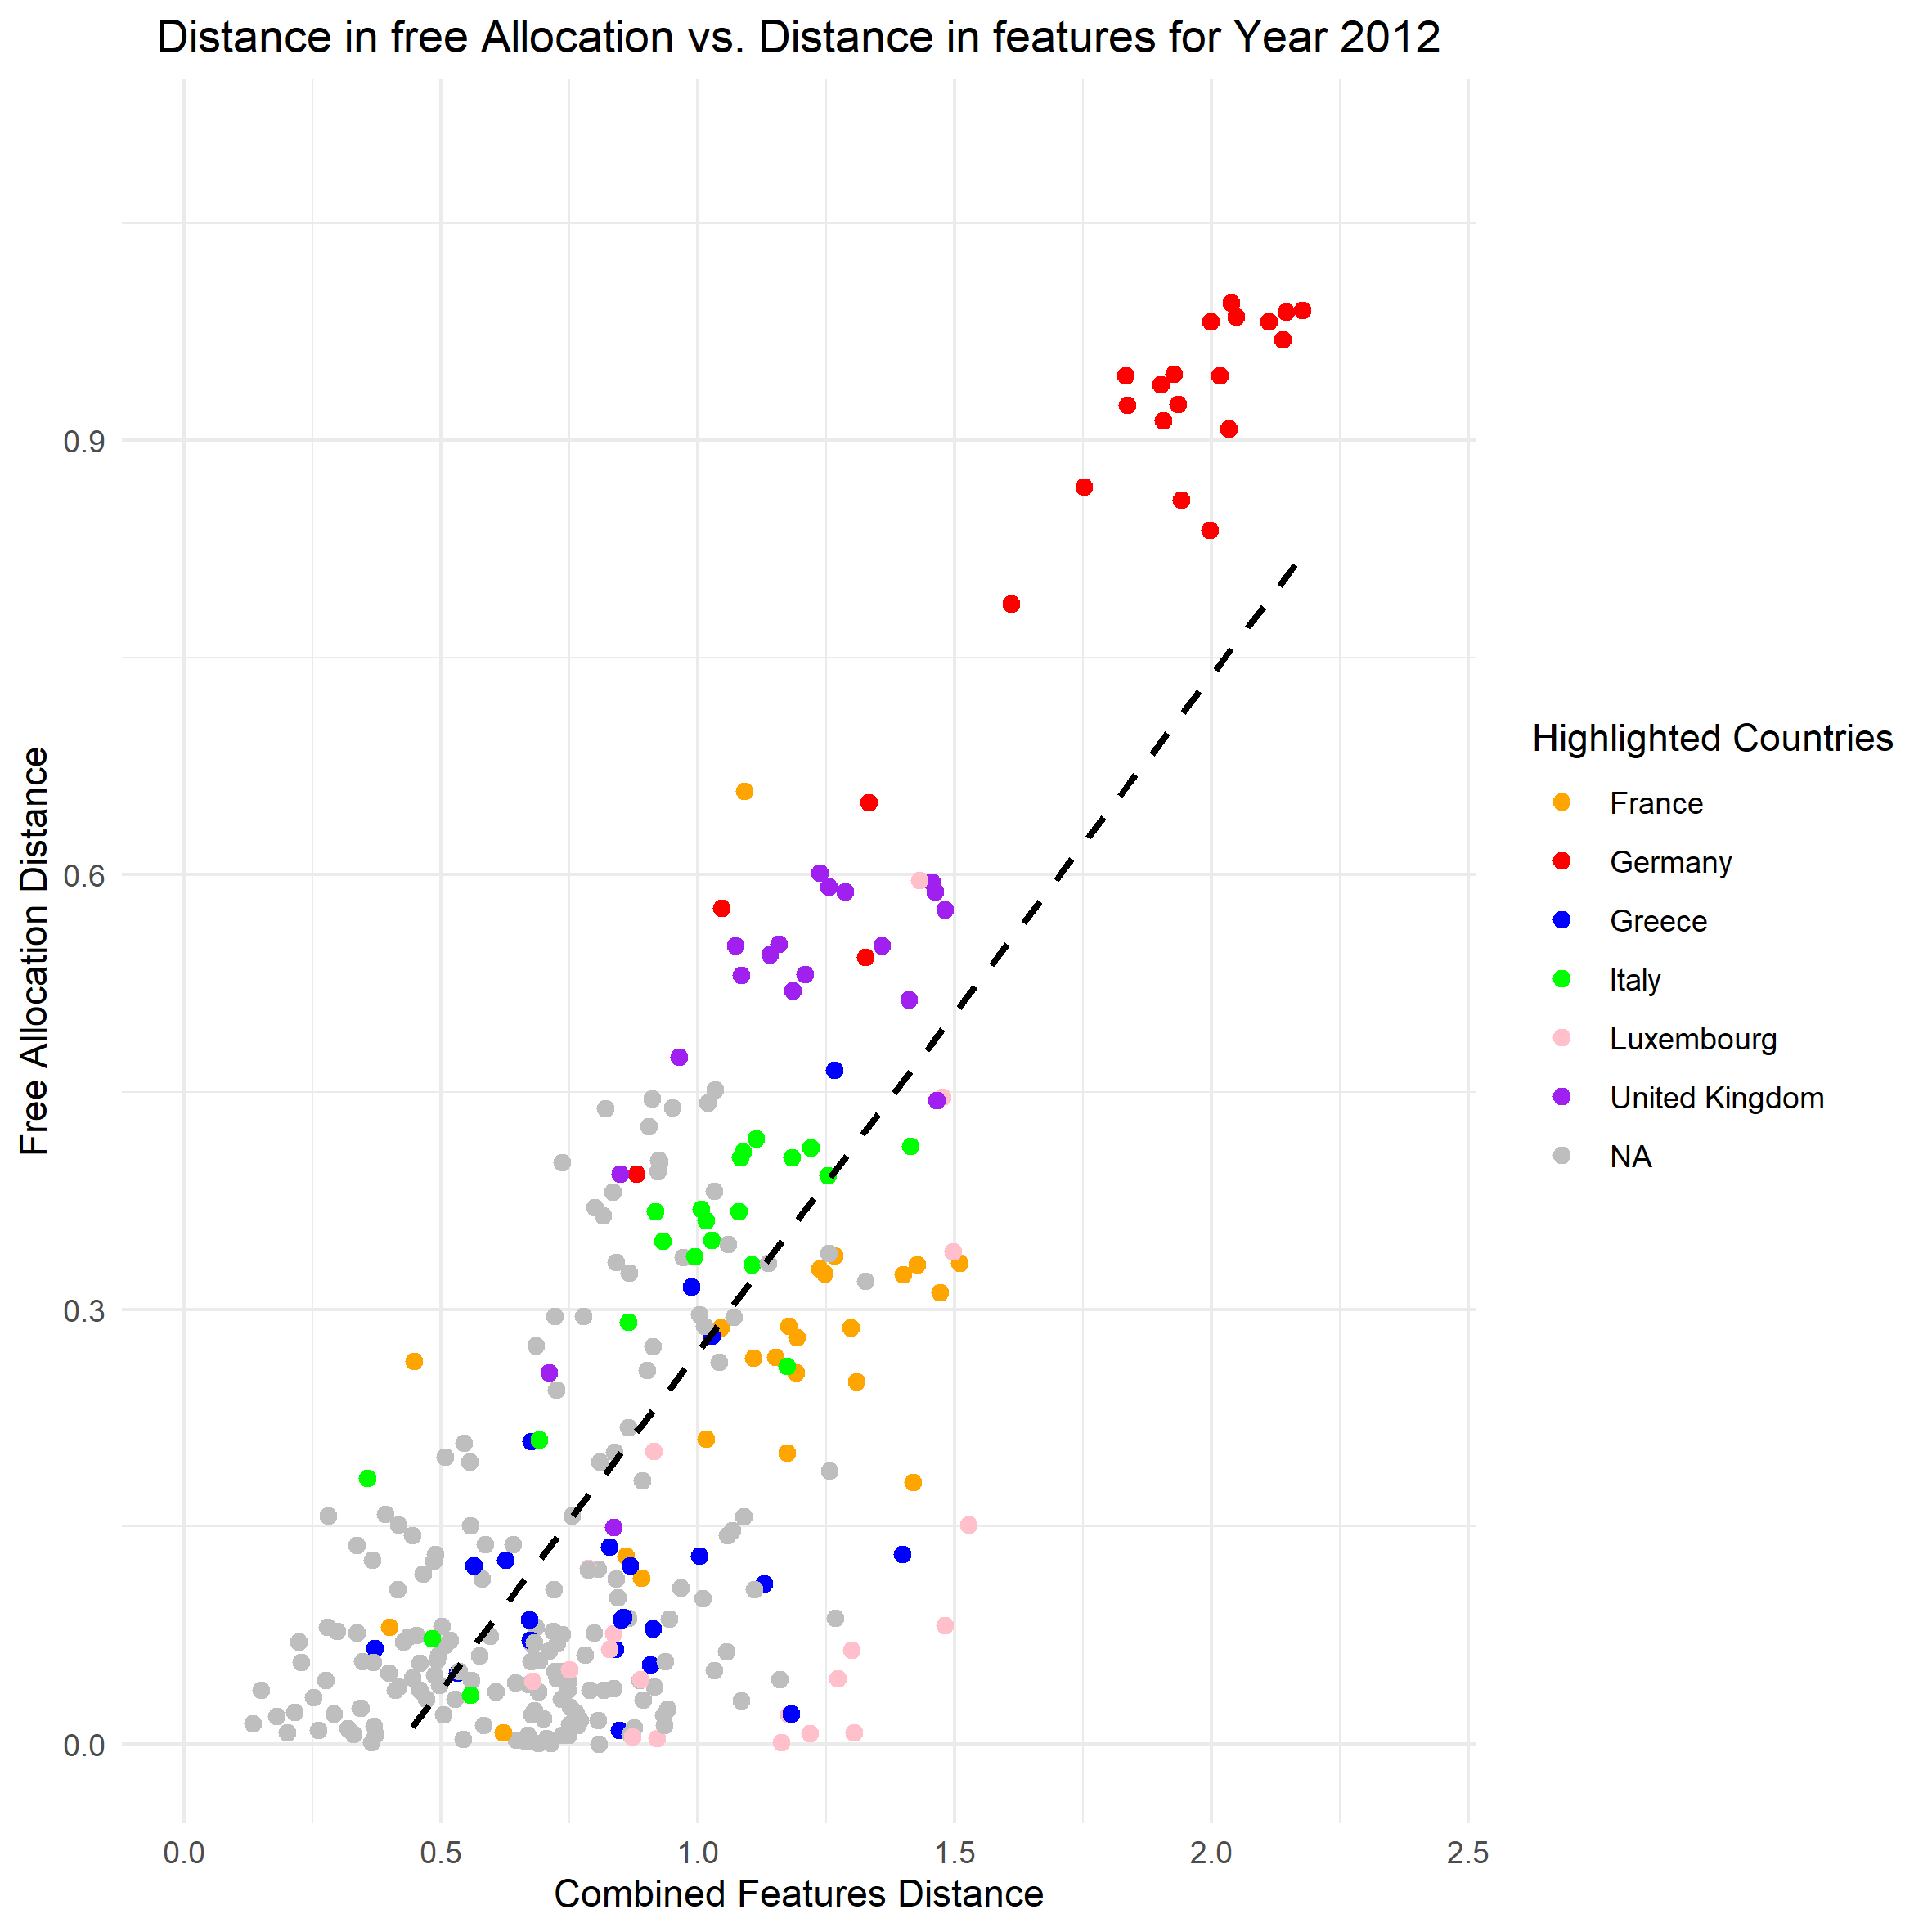 Distance in free Allocation vs. Distance in features for Year 2012
Free Allocation Distance
0.9
0.6
0.3
0.0
0.0 0.5 1.0 1.5 2.0 2.5
Combined Features Distance
Highlighted Countries
France
Germany
Greece
Italy
Luxembourg
United Kingdom
NA